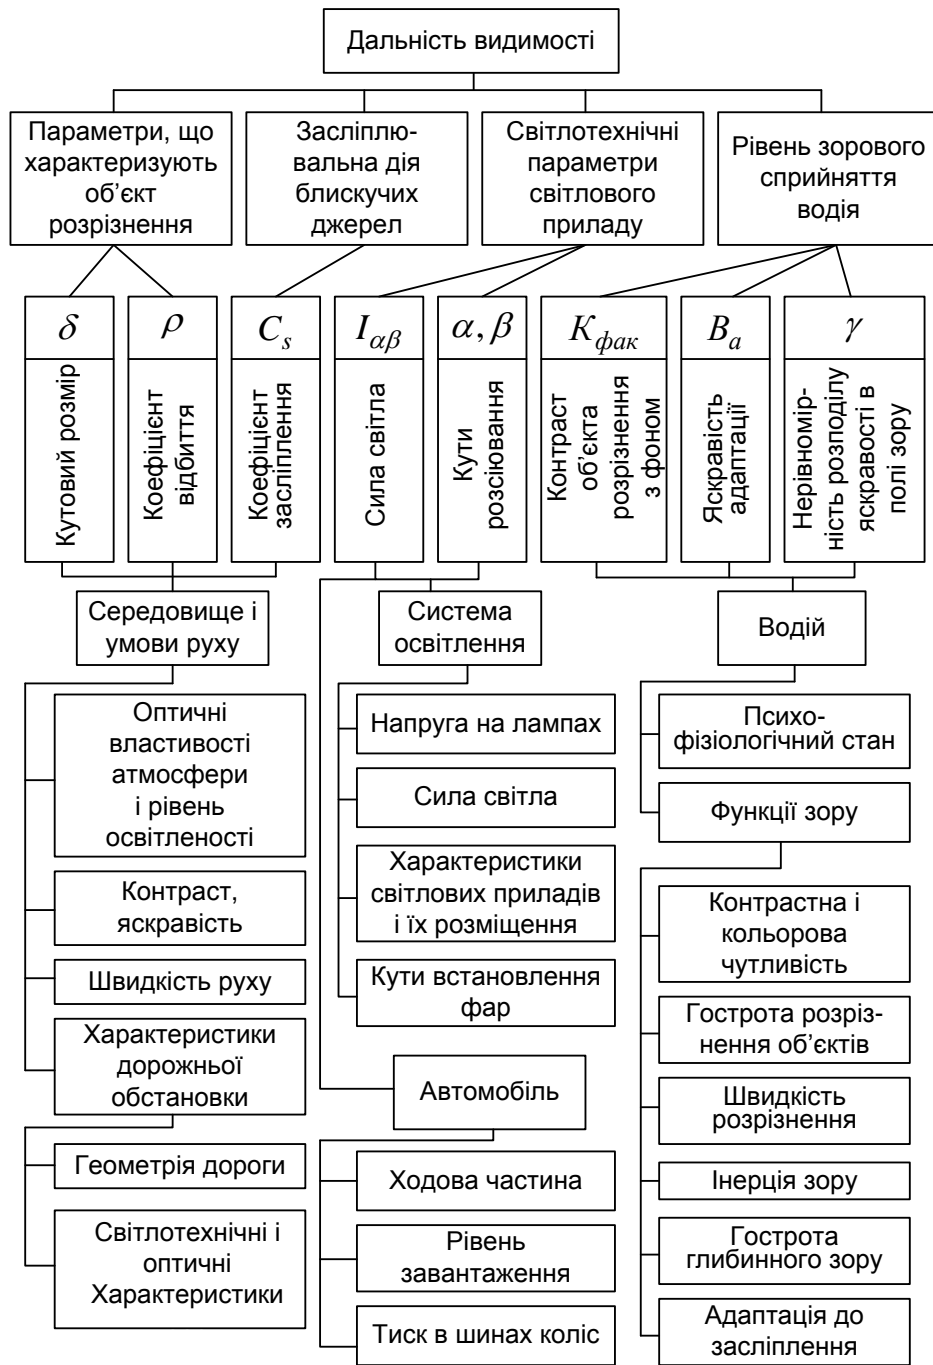 Дальність видимості
Параметри, що
характеризують
об’єкт
розрізнення
Засліплю-
вальна дія
блискучих
джерел
Світлотехнічні
параметри
світлового
приладу
Рівень зорового
сприйняття
водія
δ
ρ
C_s
I_{αβ}
α, β
K_{фак}
B_a
γ
Кутовий розмір
Коефіцієнт
відбиття
Коефіцієнт
засліплення
Сила світла
Кути
розсіювання
Контраст
об’єкта
розрізнення
з фоном
Яскравість
адаптації
Нерівномір-
ність розподілу
яскравості в
полі зору
Середовище і
умови руху
Система
освітлення
Водій
Оптичні
властивості
атмосфери
і рівень
освітленості
Контраст,
яскравість
Швидкість руху
Характеристики
дорожньої
обстановки
Геометрія дороги
Світлотехнічні і
оптичні
Характеристики
Напруга на лампах
Сила світла
Характеристики
світлових приладів
і їх розміщення
Кути встановлення
фар
Автомобіль
Ходова частина
Рівень
завантаження
Тиск в шинах коліс
Психо-
фізіологічний стан
Функції зору
Контрастна і
кольорова
чутливість
Гострота розріз-
нення об’єктів
Швидкість
розрізнення
Інерція зору
Гострота
глибинного зору
Адаптація до
засліплення